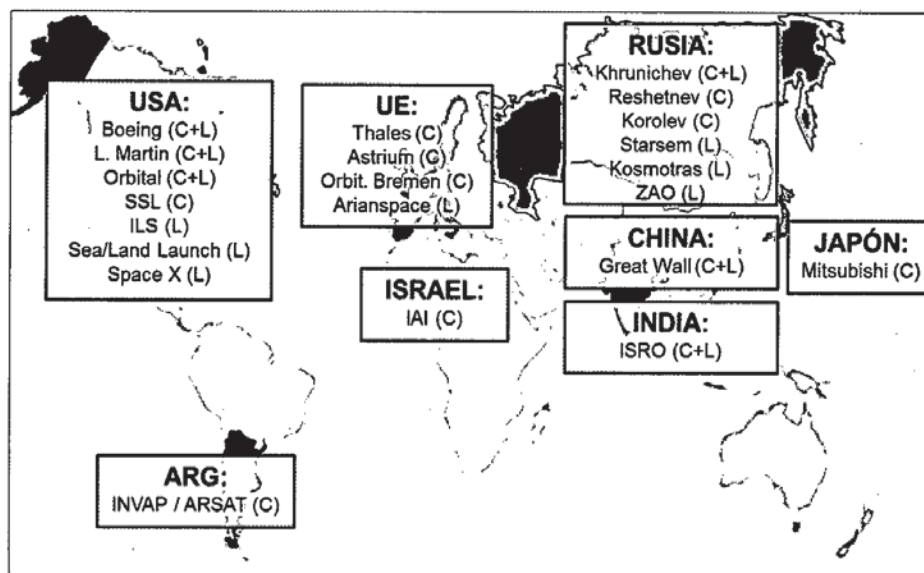 USA:
Boeing (C+L)
L. Martin (C+L)
Orbital (C+L)
SSL (C)
ILS (L)
Sea/Land Launch (L)
Space X (L)
UE:
Thales (C)
Astrium (C)
Orbit. Bremen (C)
Arianspace (L)
RUSIA:
Khrunichev (C+L)
Reshetnev (C)
Korolev (C)
Starsem (L)
Kosmotras (L)
ZAO (L)
CHINA:
Great Wall (C+L)
JAPÓN:
Mitsubishi (C)
ISRAEL:
IAI (C)
INDIA:
ISRO (C+L)
ARG:
INVAP / ARSAT (C)